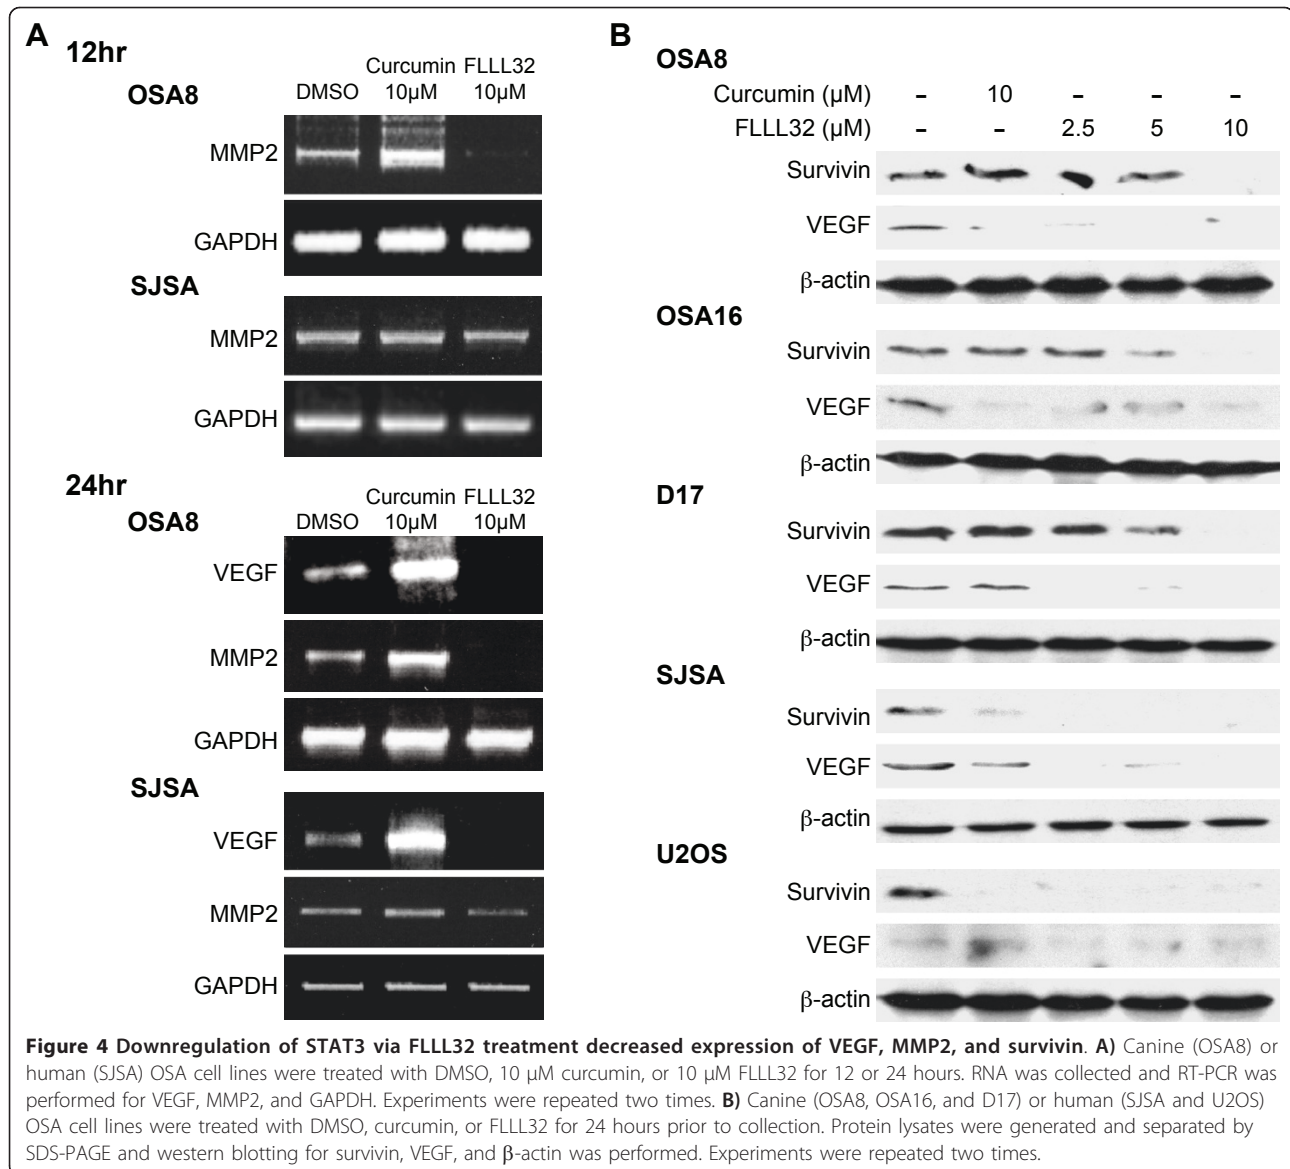 A
12hr
Curcumin FLLL32
OSA8 DMSO 10µM 10µM
MMP2
GAPDH
SJSA
MMP2
GAPDH
24hr
Curcumin FLLL32
OSA8 DMSO 10µM 10µM
VEGF
MMP2
GAPDH
SJSA
VEGF
MMP2
GAPDH
B
OSA8
Curcumin (µM) – 10 – – –
FLLL32 (µM) – – 2.5 5 10
Survivin
VEGF
β-actin
OSA16
Survivin
VEGF
β-actin
D17
Survivin
VEGF
β-actin
SJSA
Survivin
VEGF
β-actin
U2OS
Survivin
VEGF
β-actin
Figure 4 Downregulation of STAT3 via FLLL32 treatment decreased expression of VEGF, MMP2, and survivin. A) Canine (OSA8) or
human (SJSA) OSA cell lines were treated with DMSO, 10 µM curcumin, or 10 µM FLLL32 for 12 or 24 hours. RNA was collected and RT-PCR was
performed for VEGF, MMP2, and GAPDH. Experiments were repeated two times. B) Canine (OSA8, OSA16, and D17) or human (SJSA and U2OS)
OSA cell lines were treated with DMSO, curcumin, or FLLL32 for 24 hours prior to collection. Protein lysates were generated and separated by
SDS-PAGE and western blotting for survivin, VEGF, and β-actin was performed. Experiments were repeated two times.